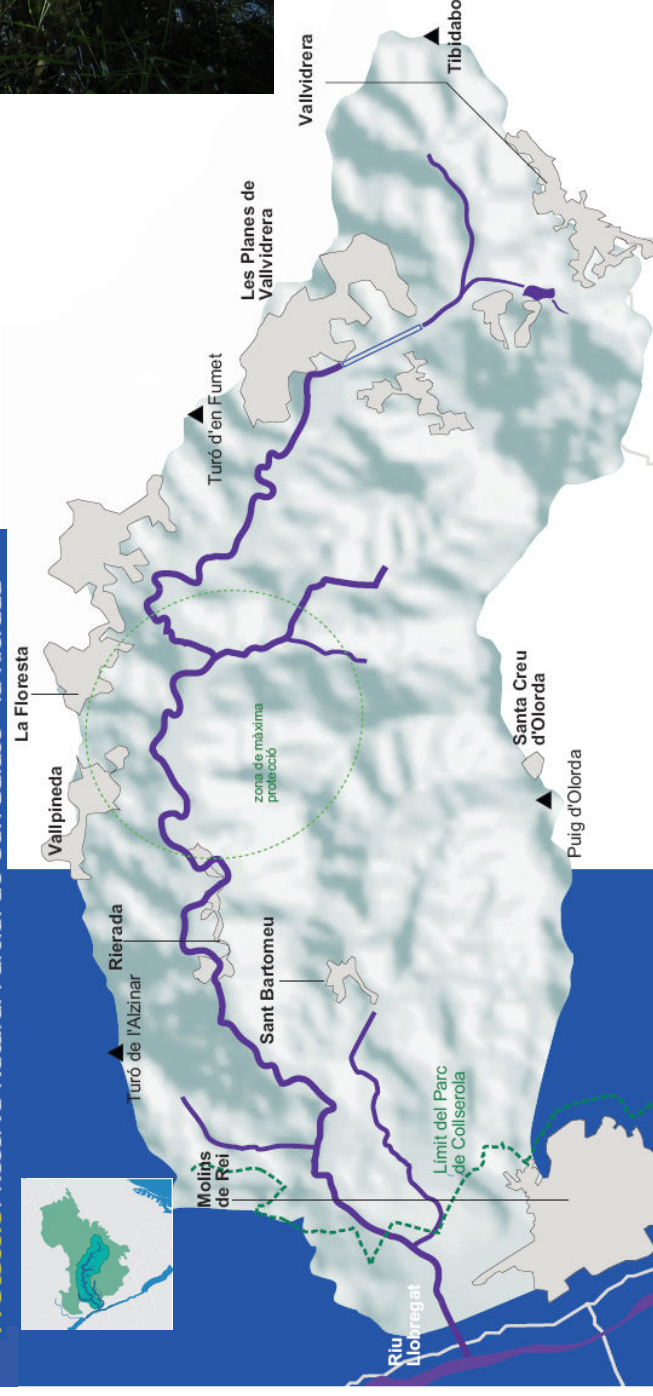 Tibidabo
Vallvidrera
Les Planes de
Vallvidrera
Turó d'en Fumet
La Floresta
Vallpineda
zona de màxima
protecció
Santa Creu
d'Olorda
Puig d'Olorda
Rierada
Sant Bartomeu
Turó de l'Alzinar
Límit del Parc
de Collserola
Molins
de Rei
Riu
Llobregat